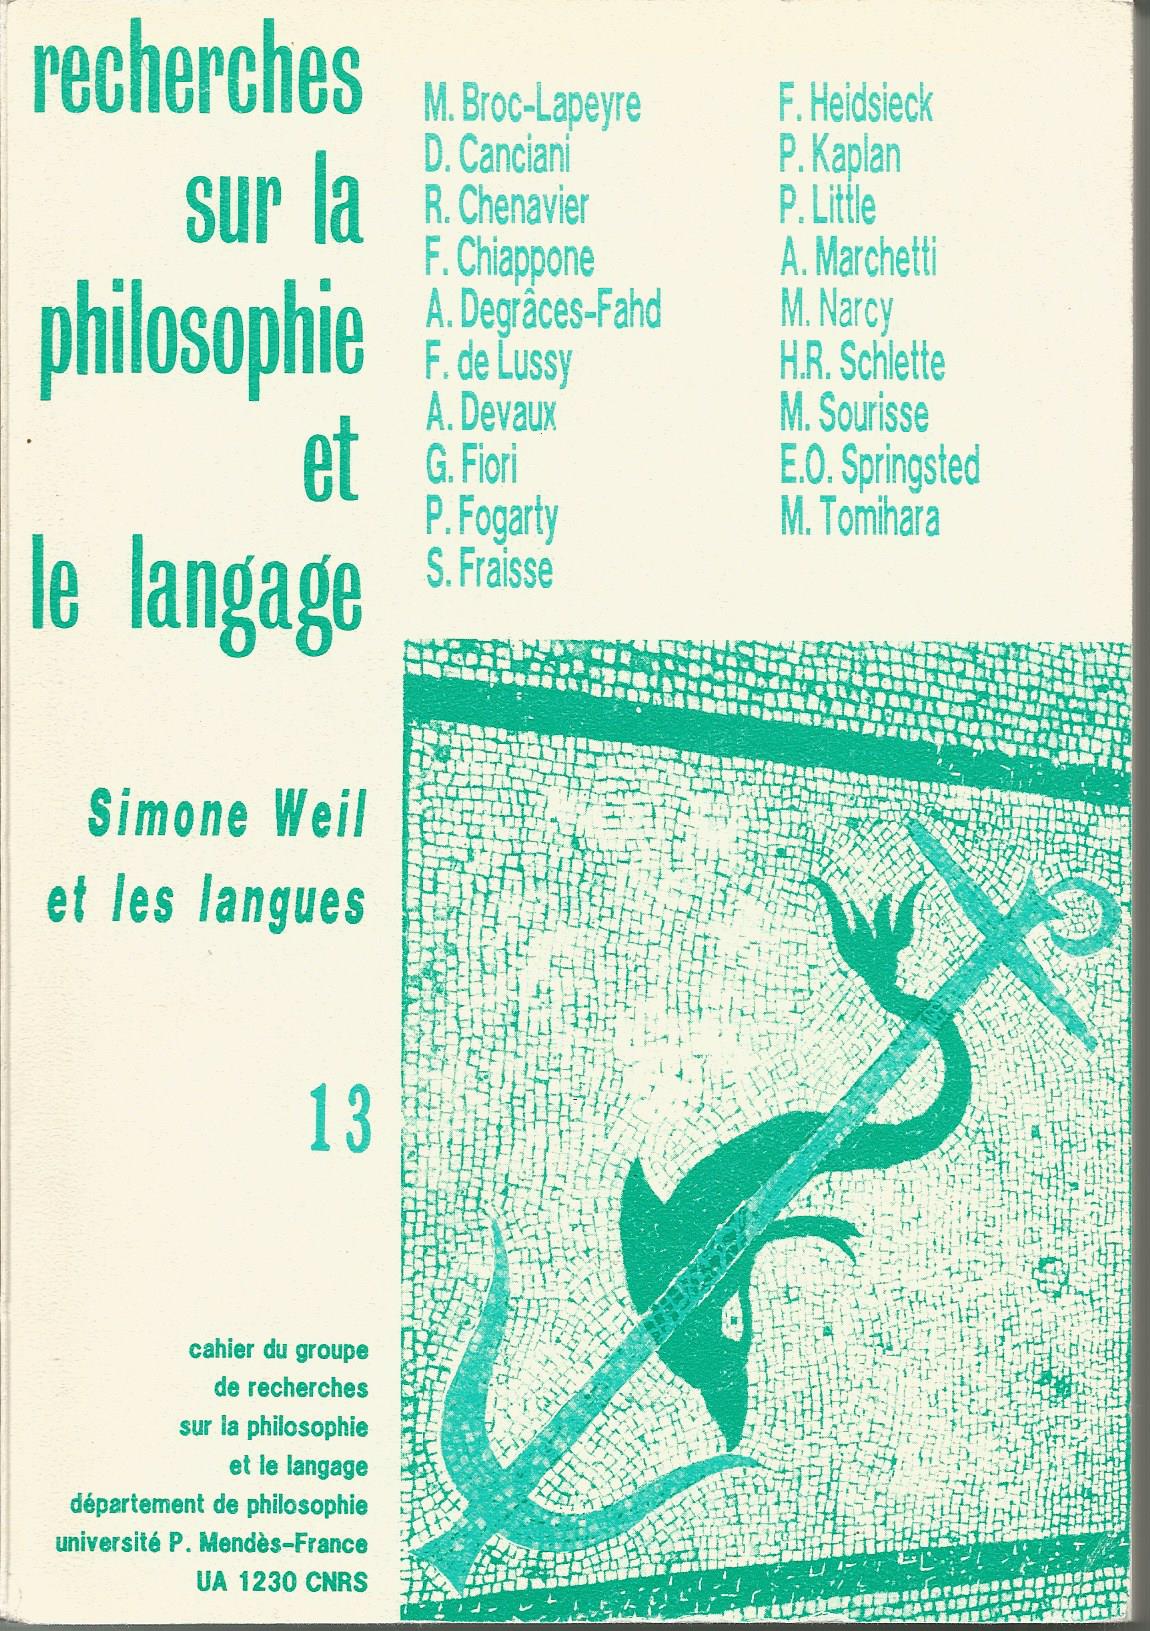 recherches
sur la
philosophie
et
le langage
M. Broc-Lapeyre
D. Canciani
R. Chenavier
F. Chiappone
A. Degrâces-Fahd
F. de Lussy
A. Devaux
G. Fiori
P. Fogarty
S. Fraisse
F. Heidsieck
P. Kaplan
P. Little
A. Marchetti
M. Narcy
H.R. Schlette
M. Sourisse
E.O. Springsted
M. Tomihara
Simone Weil
et les langues
13
cahier du groupe
de recherches
sur la philosophie
et le langage
département de philosophie
université P. Mendès-France
UA 1230 CNRS